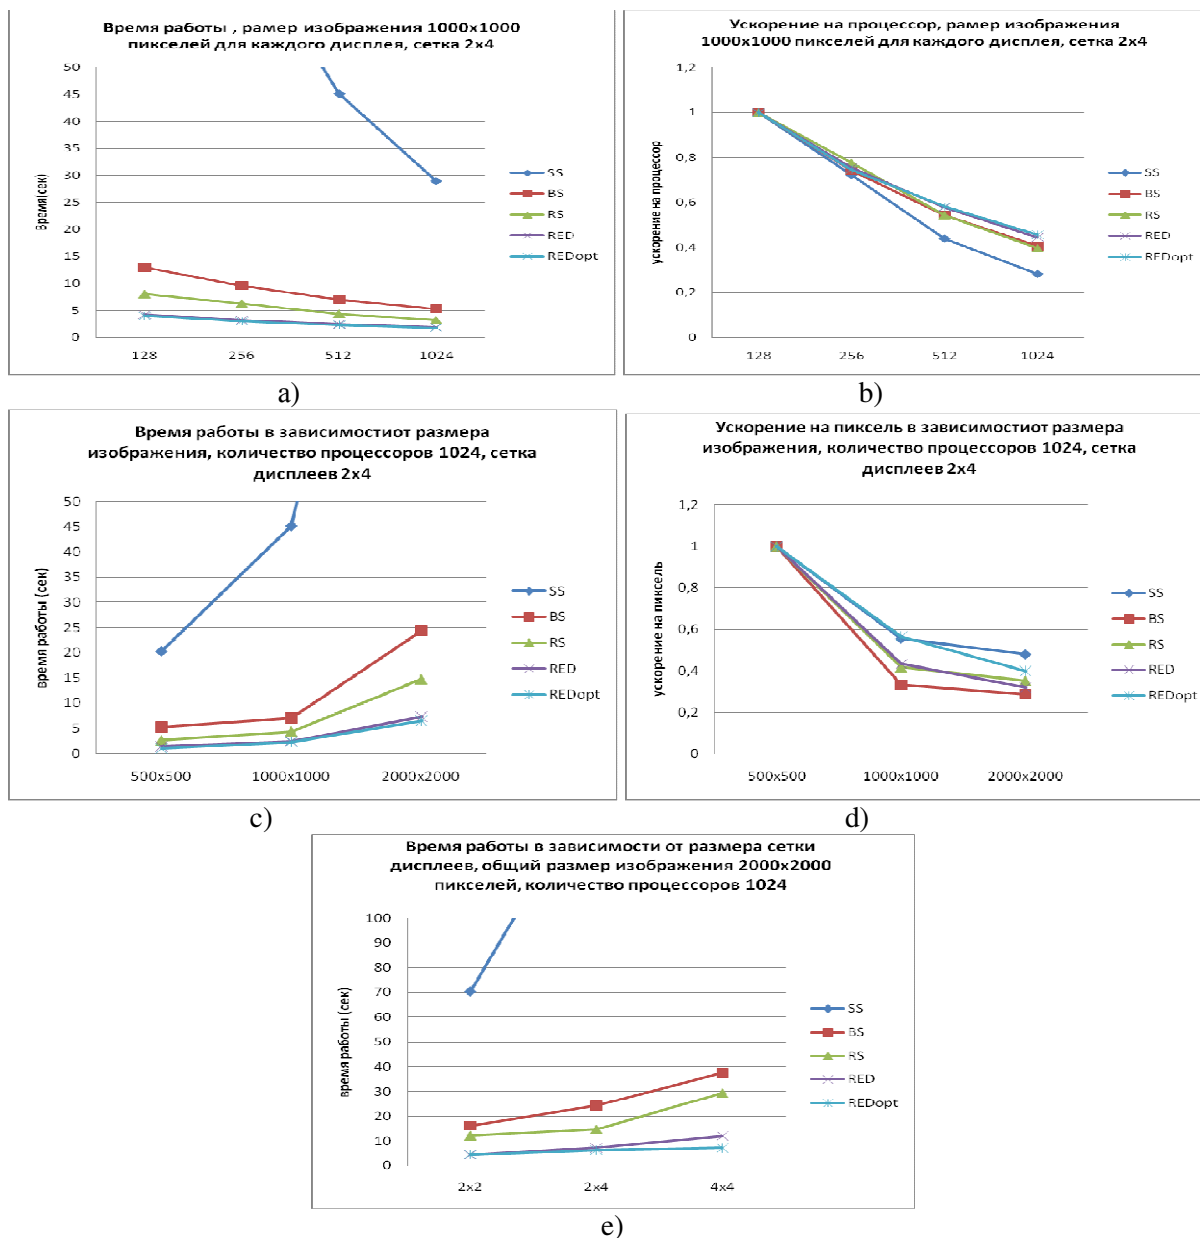 Время работы , рамер изображения 1000x1000
пикселей для каждого дисплея, сетка 2x4
50
45
40
35
30
25
20
15
10
5
0
Время(сек)
128
256
512
1024
SS
BS
RS
RED
REDopt
a)
Ускорение на процессор, рамер изображения
1000x1000 пикселей для каждого дисплея, сетка 2x4
1,2
1
0,8
0,6
0,4
0,2
0
ускорение на процессор
128
256
512
1024
SS
BS
RS
RED
REDopt
b)
Время работы в зависимостиот размера
изображения, количество процессоров 1024, сетка
дисплеев 2x4
50
45
40
35
30
25
20
15
10
5
0
время работы (сек)
500x500
1000x1000
2000x2000
SS
BS
RS
RED
REDopt
c)
Ускорение на пиксель в зависимостиот размера
изображения, количество процессоров 1024, сетка
дисплеев 2x4
1,2
1
0,8
0,6
0,4
0,2
0
ускорение на пиксель
500x500
1000x1000
2000x2000
SS
BS
RS
RED
REDopt
d)
Время работы в зависимости от размера сетки
дисплеев, общий размер изображения 2000x2000
пикселей, количество процессоров 1024
100
90
80
70
60
50
40
30
20
10
0
время работы (сек)
2x2
2x4
4x4
SS
BS
RS
RED
REDopt
e)